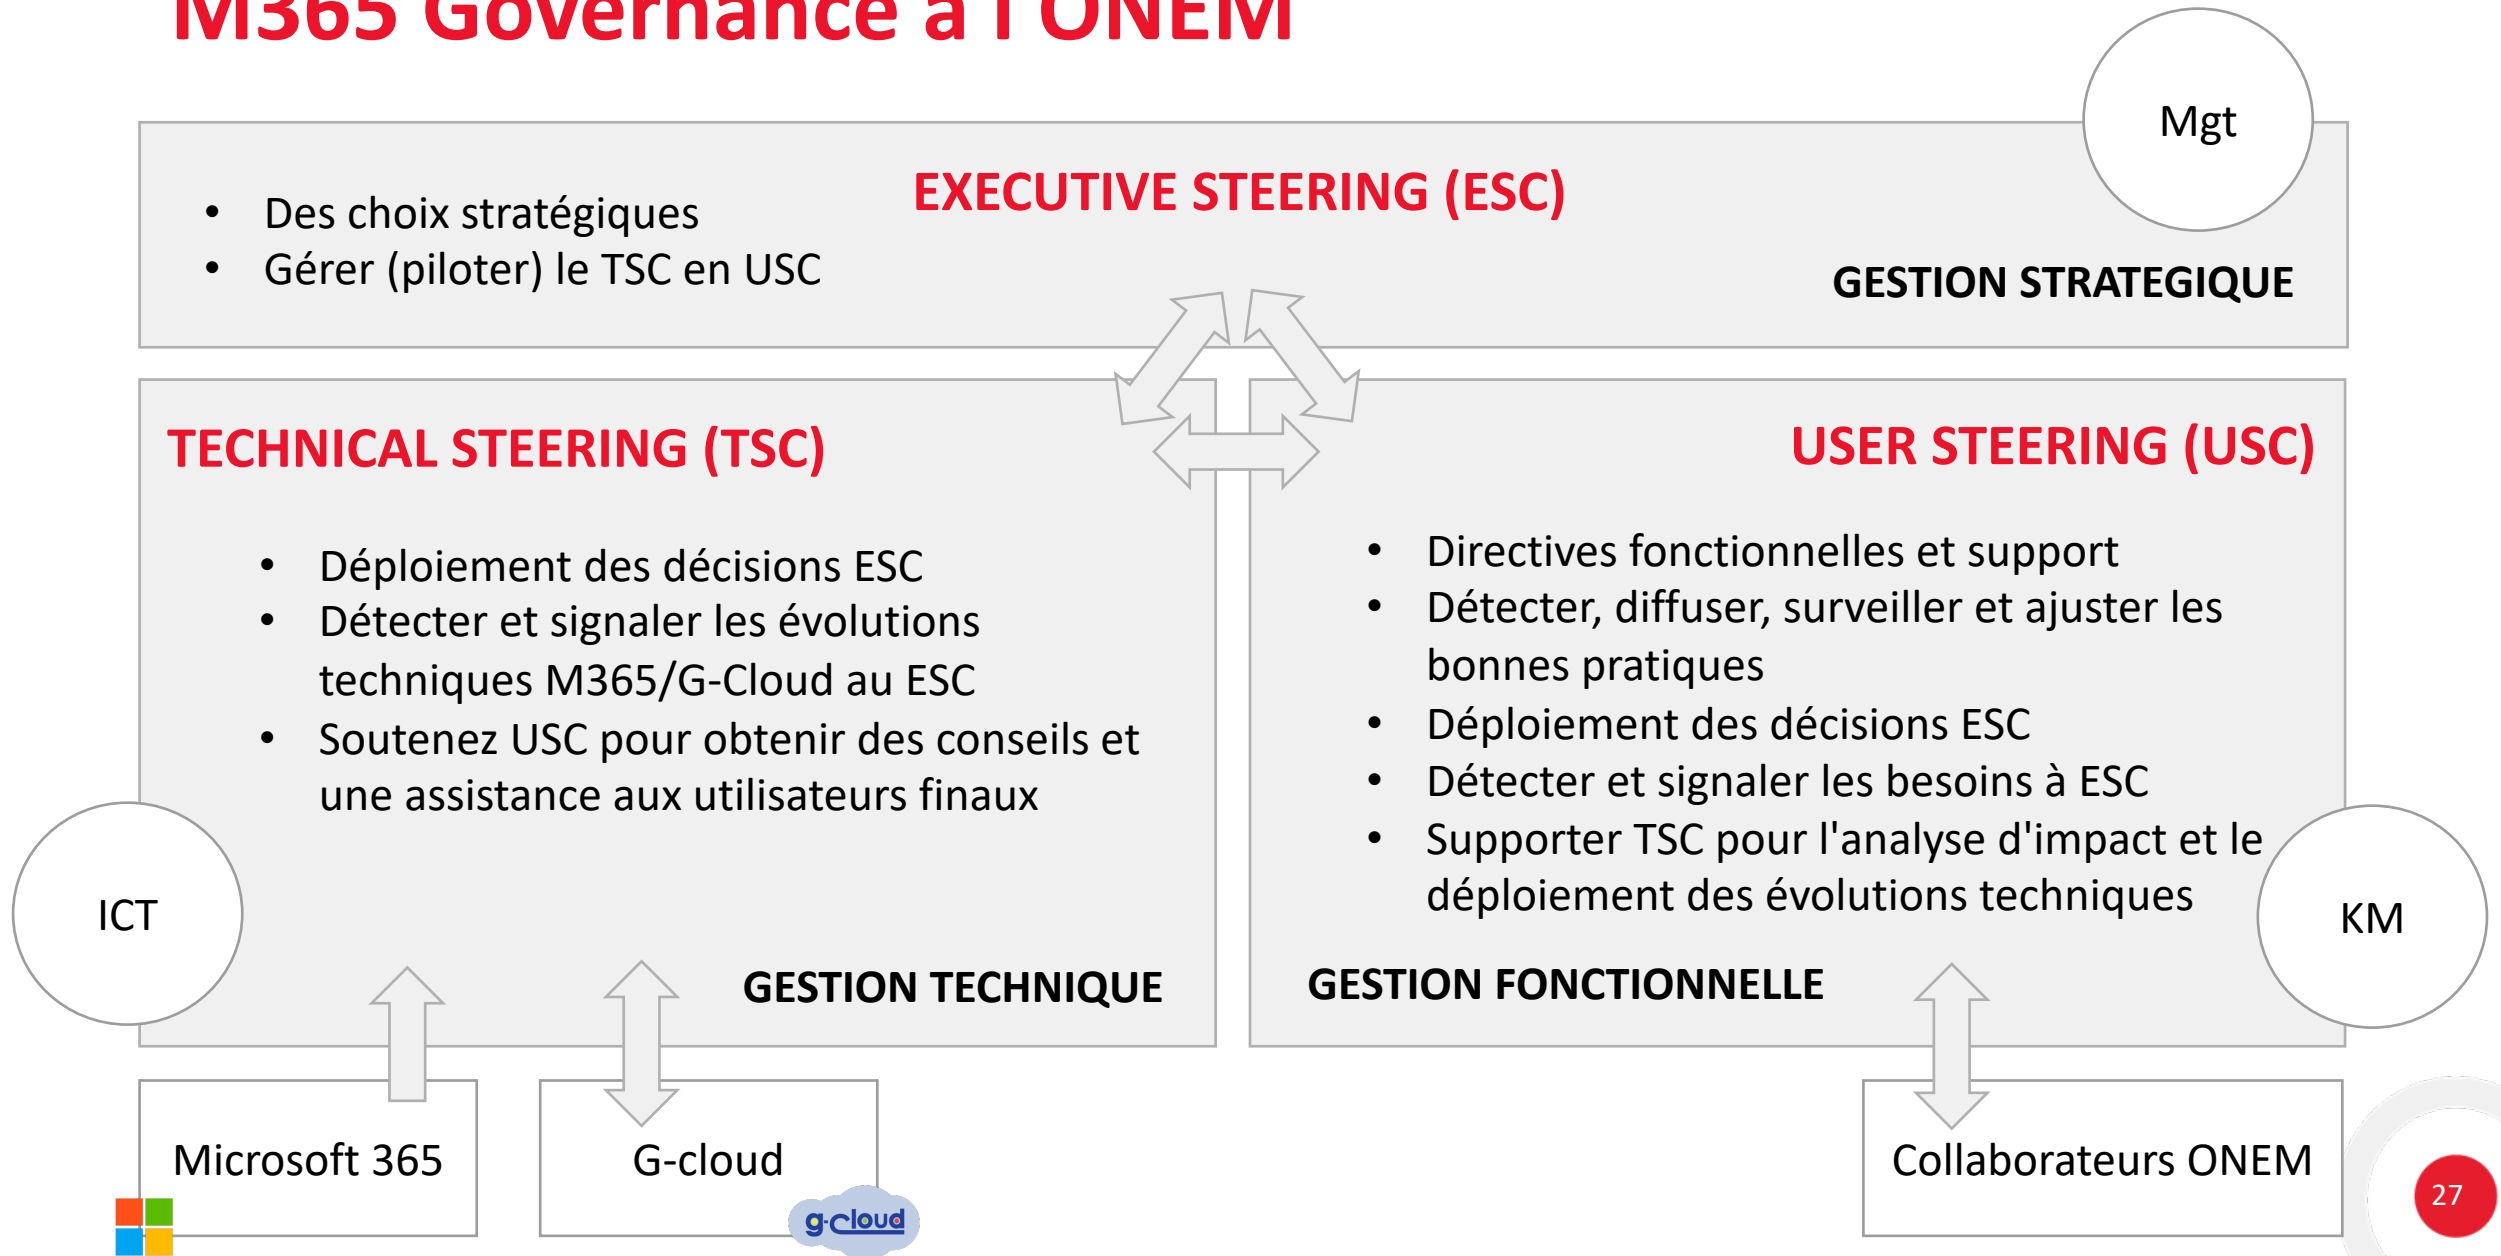 M365 Governance à l'ONEM
Mgt
EXECUTIVE STEERING (ESC)
• Des choix stratégiques
• Gérer (piloter) le TSC en USC
GESTION STRATEGIQUE
TECHNICAL STEERING (TSC)
• Déploiement des décisions ESC
• Détecter et signaler les évolutions
techniques M365/G-Cloud au ESC
• Soutenez USC pour obtenir des conseils et
une assistance aux utilisateurs finaux
ICT
GESTION TECHNIQUE
USER STEERING (USC)
• Directives fonctionnelles et support
• Détecter, diffuser, surveiller et ajuster les
bonnes pratiques
• Déploiement des décisions ESC
• Détecter et signaler les besoins à ESC
• Supporter TSC pour l'analyse d'impact et le
déploiement des évolutions techniques
KM
GESTION FONCTIONNELLE
Microsoft 365
G-cloud
g-cloud
Collaborateurs ONEM
27